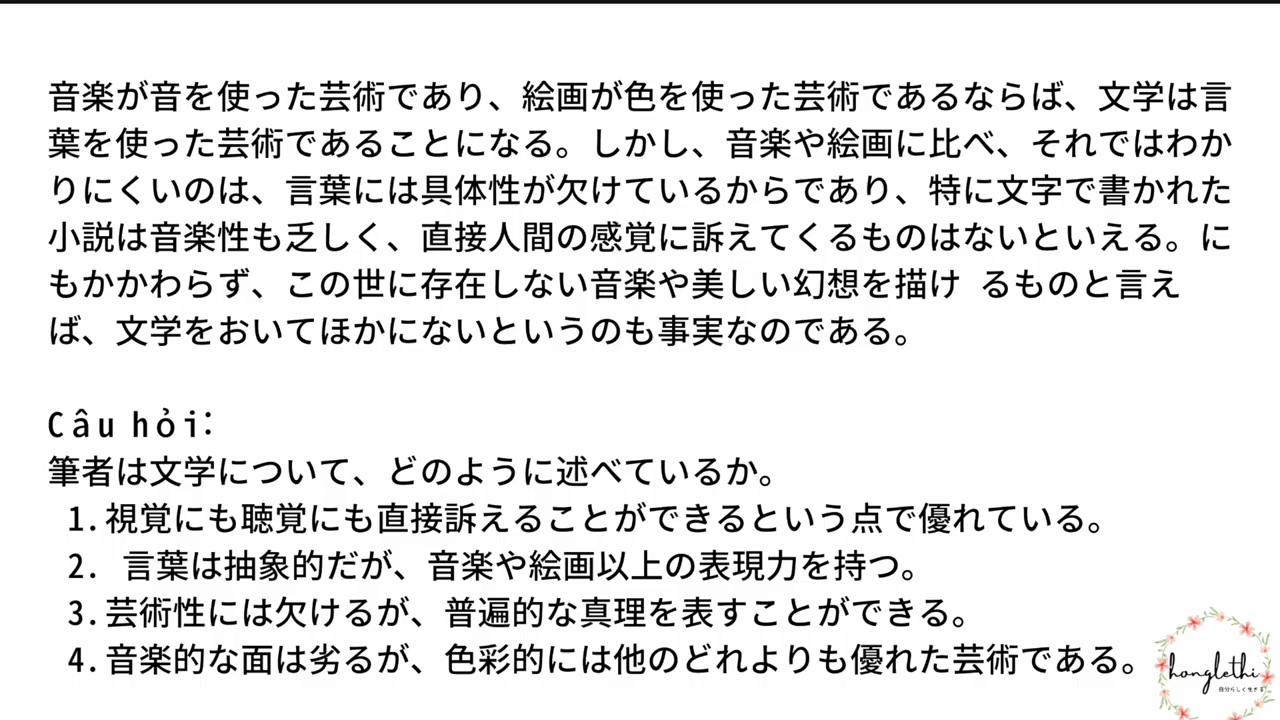 音楽が音を使った芸術であり、絵画が色を使った芸術であるならば、文学は言
葉を使った芸術であることになる。しかし、音楽や絵画に比べ、それではわか
りにくいのは、言葉には具体性が欠けているからであり、特に文字で書かれた
小説は音楽性も乏しく、直接人間の感覚に訴えてくるものはないといえる。に
もかかわらず、この世に存在しない音楽や美しい幻想を描け るものと言え
ば、文学をおいてほかにないというのも事実なのである。
Câu hỏi:
筆者は文学について、どのように述べているか。
1. 視覚にも聴覚にも直接訴えることができるという点で優れている。
2. 言葉は抽象的だが、音楽や絵画以上の表現力を持つ。
3. 芸術性には欠けるが、普遍的な真理を表すことができる。
4. 音楽的な面は劣るが、色彩的には他のどれよりも優れた芸術である。
honglethi
自分らしく生きる